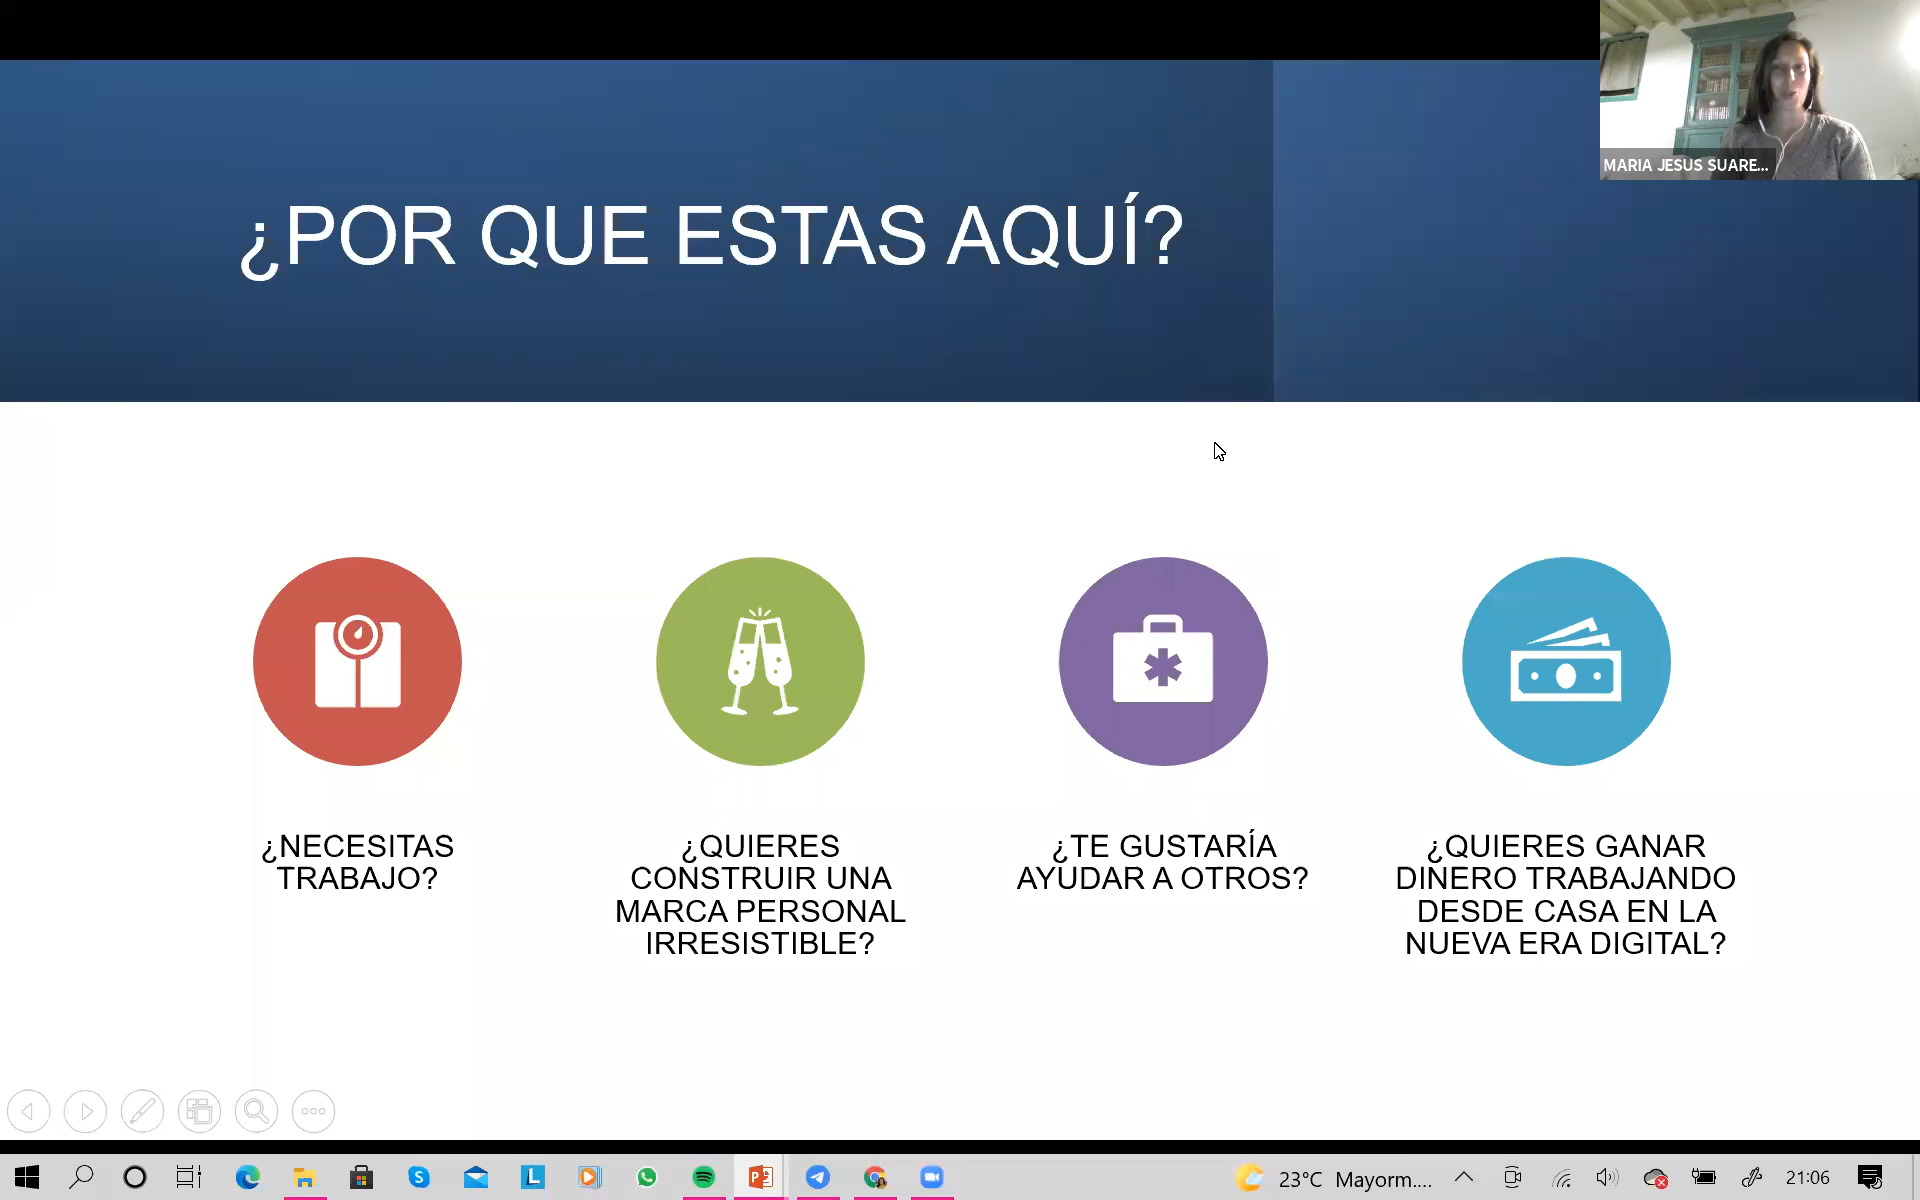 MARIA JESUS SUARE...
¿POR QUE ESTAS AQUÍ?
¿NECESITAS
TRABAJO?
¿QUIERES
CONSTRUIR UNA
MARCA PERSONAL
IRRESISTIBLE?
¿TE GUSTARÍA
AYUDAR A OTROS?
¿QUIERES GANAR
DINERO TRABAJANDO
DESDE CASA EN LA
NUEVA ERA DIGITAL?
23°C Mayorm.... 21:06